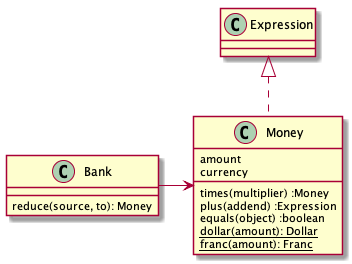 C Expression
C Money
amount
currency
times(multiplier) :Money
plus(addend) :Expression
equals(object) :boolean
dollar(amount): Dollar
franc(amount): Franc
C Bank
reduce(source, to): Money